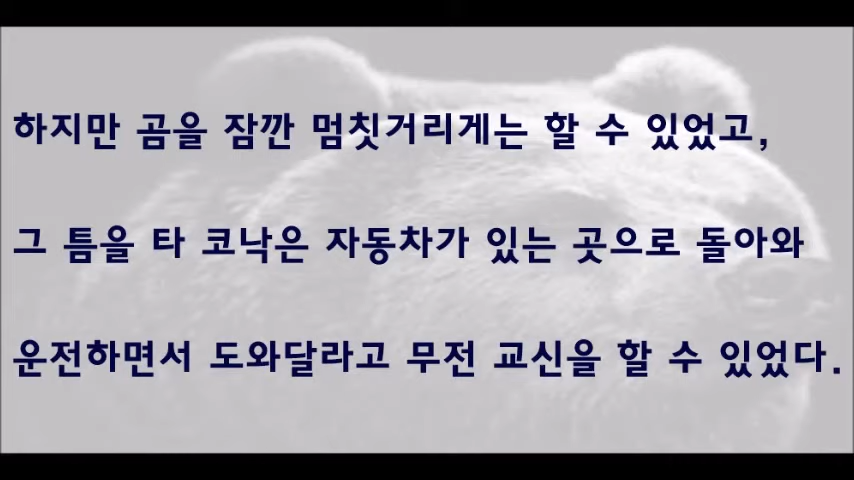 하지만 곰을 잠깐 멈칫거리게는 할 수 있었고,
그 틈을 타 코낙은 자동차가 있는 곳으로 돌아와
운전하면서 도와달라고 무전 교신을 할 수 있었다.